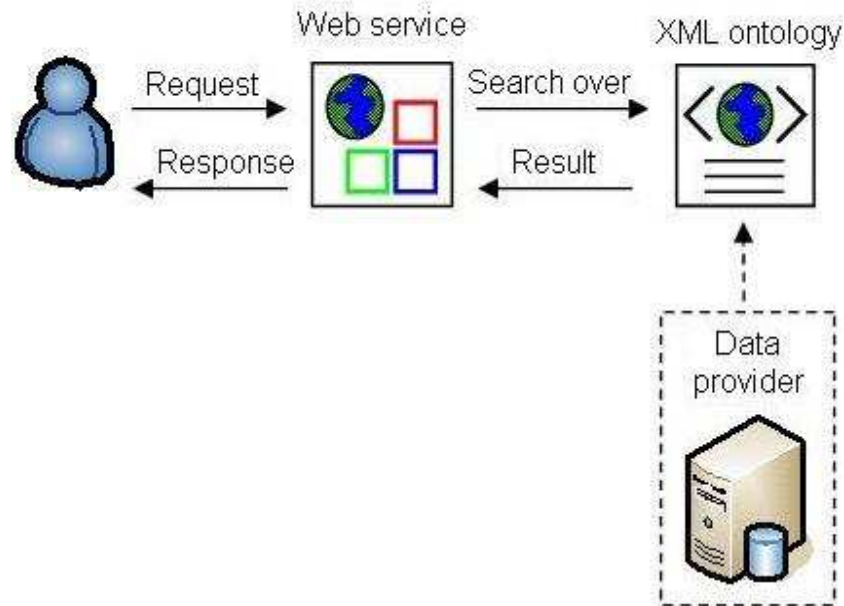 Web service
XML ontology
Request
Search over
Response
Result
Data
provider